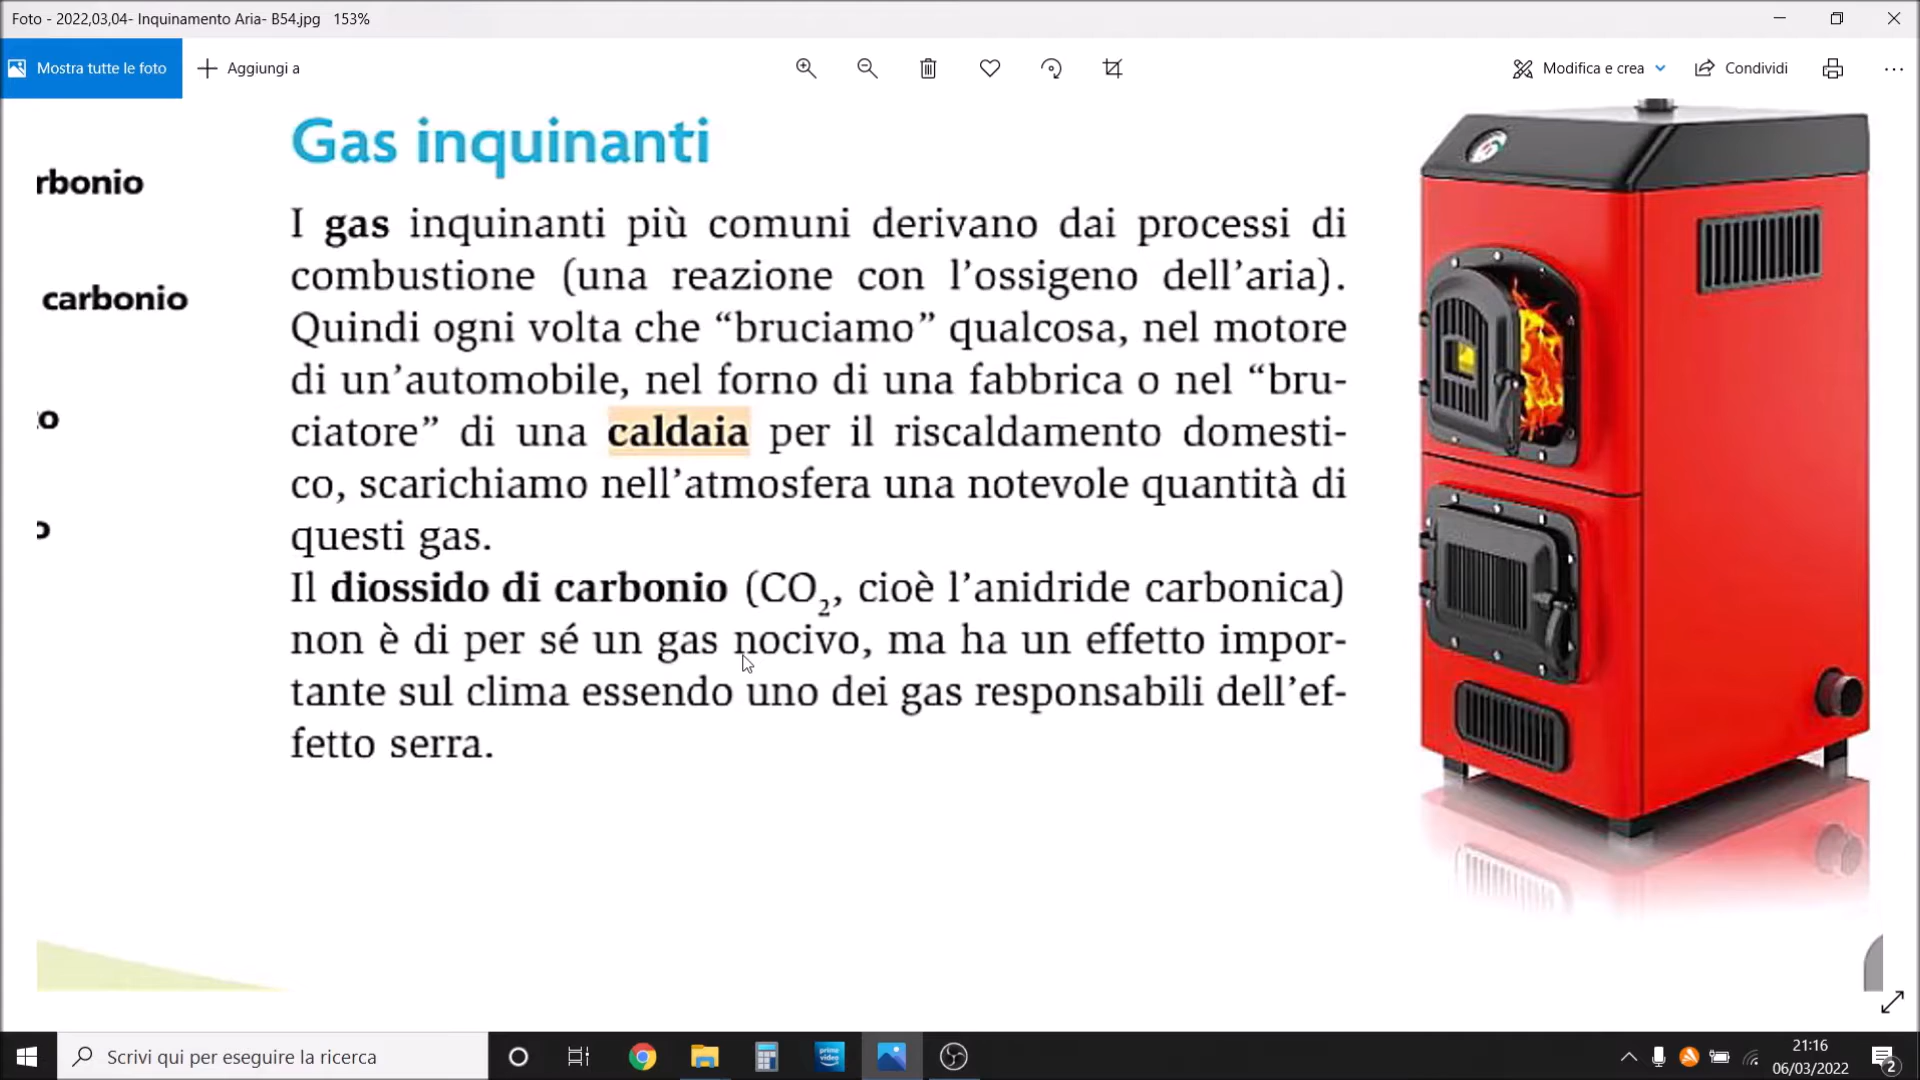 Foto - 2022,03,04- Inquinamento Aria- B54.jpg 153%
Mostra tutte le foto
Aggiungi a
Modifica e crea
Condividi
rbonio
carbonio
o
Gas inquinanti
I gas inquinanti più comuni derivano dai processi di
combustione (una reazione con l’ossigeno dell’aria).
Quindi ogni volta che “bruciamo” qualcosa, nel motore
di un’automobile, nel forno di una fabbrica o nel “bru-
ciatore” di una caldaia per il riscaldamento domesti-
co, scarichiamo nell’atmosfera una notevole quantità di
questi gas.
Il diossido di carbonio (CO₂, cioè l’anidride carbonica)
non è di per sé un gas nocivo, ma ha un effetto impor-
tante sul clima essendo uno dei gas responsabili dell’ef-
fetto serra.
Scrivi qui per eseguire la ricerca
prime video
21:16
06/03/2022
2